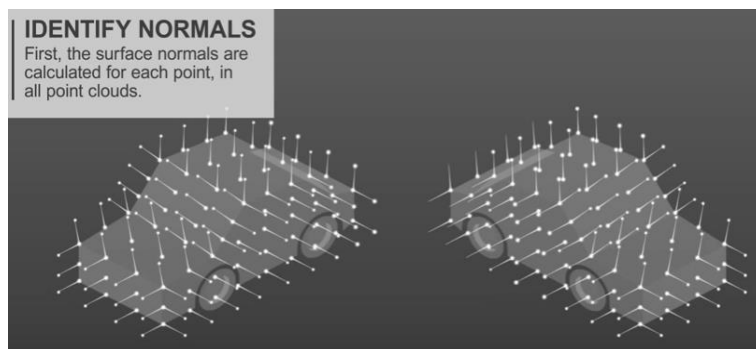 IDENTIFY NORMALS
First, the surface normals are
calculated for each point, in
all point clouds.